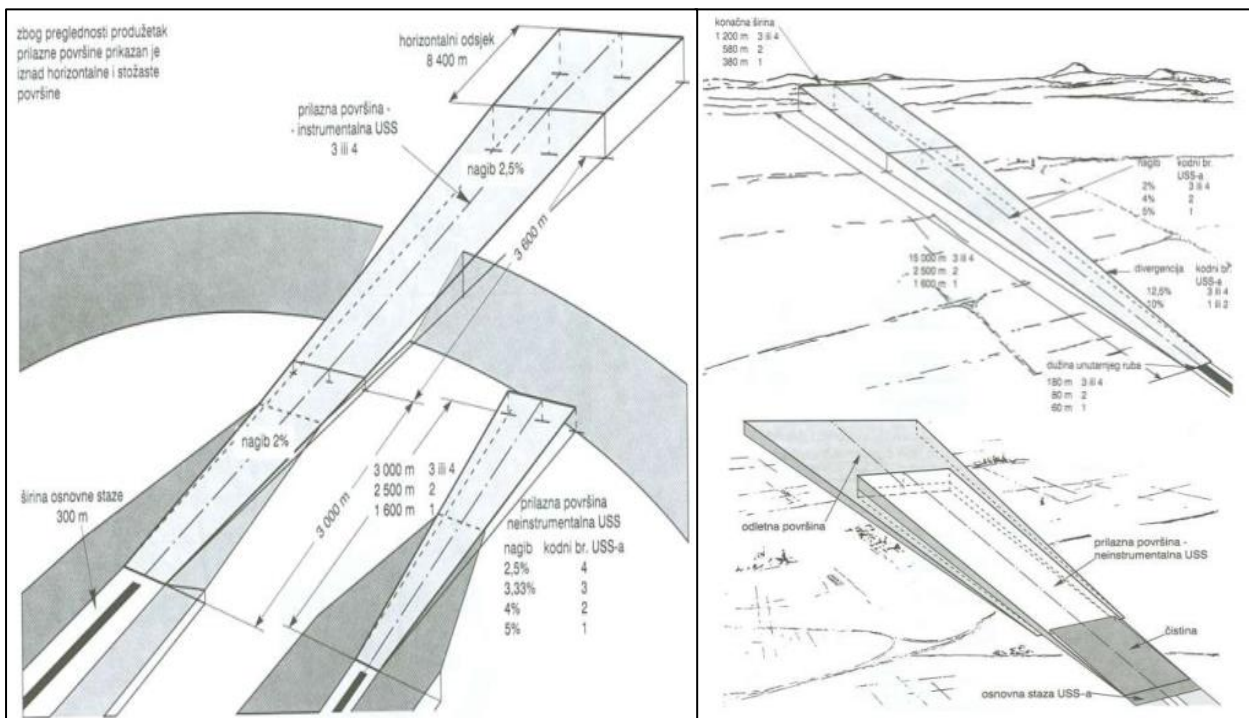 zbog preglednosti produžetak
prilazne površine prikazan je
iznad horizontalne i stožaste
površine
horizontalni odsjek
8 400 m
prilazna površina -
- instrumentalna USS
3 ili 4
nagib 2,5%
3 600 m
nagib 2%
širina osnovne staze
300 m
3 000 m
3 000 m 3 ili 4
2 500 m 2
1 600 m 1
prilazna površina
neinstrumentalna USS
nagib kodni br. USS-a
2,5% 4
3,33% 3
4% 2
5% 1
konačna širina
1 200 m 3 ili 4
580 m 2
380 m 1
nagib kodni br.
USS-a
2% 3 ili 4
4% 2
5% 1
15 000 m 3 ili 4
2 500 m 2
1 600 m 1
divergencija kodni br.
USS-a
12,5% 3 ili 4
10% 1 ili 2
dužina unutarnjeg ruba
180 m 3 ili 4
80 m 2
60 m 1
odletna površina
prilazna površina -
neinstrumentalna USS
čistina
osnovna staza USS-a